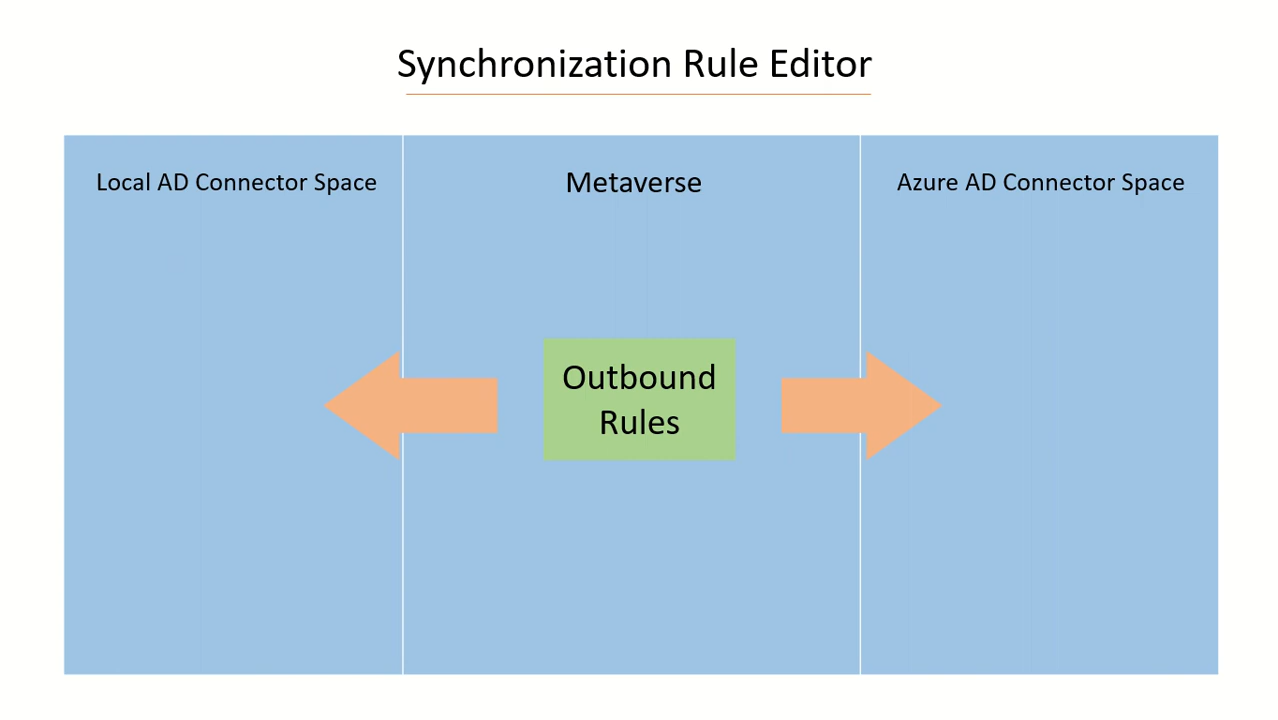 Synchronization Rule Editor
Local AD Connector Space
Metaverse
Azure AD Connector Space
Outbound
Rules